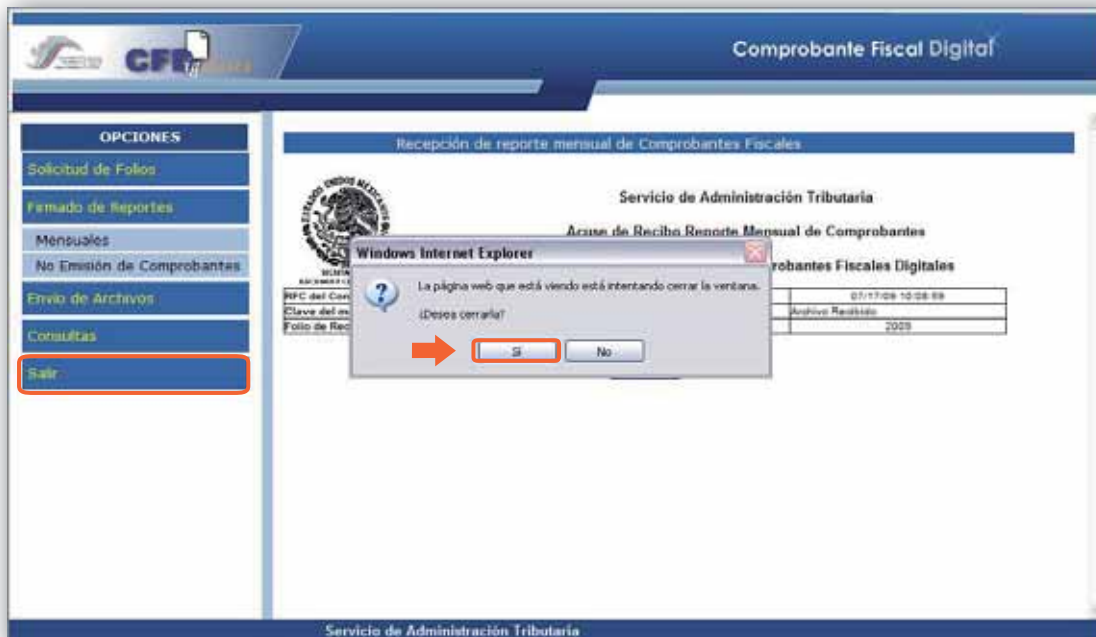 CFD
Comprobante Fiscal Digital
OPCIONES
Solicitud de Folios
Firmado de Reportes
Mensuales
No Emisión de Comprobantes
Envío de Archivos
Consultas
Salir
Recepción de reporte mensual de Comprobantes Fiscales
ESTADOS UNIDOS MEXICANOS
Servicio de Administración Tributaria
Acuse de Recibo Reporte Mensual de Comprobantes
robantes Fiscales Digitales
RFC del Con
07/17/09 10:08:59
Clave del m
Archivo Recibido
Folio de Rec
2009
Windows Internet Explorer
La página web que está viendo está intentando cerrar la ventana.
¿Desea cerrarla?
Sí
No
Servicio de Administración Tributaria